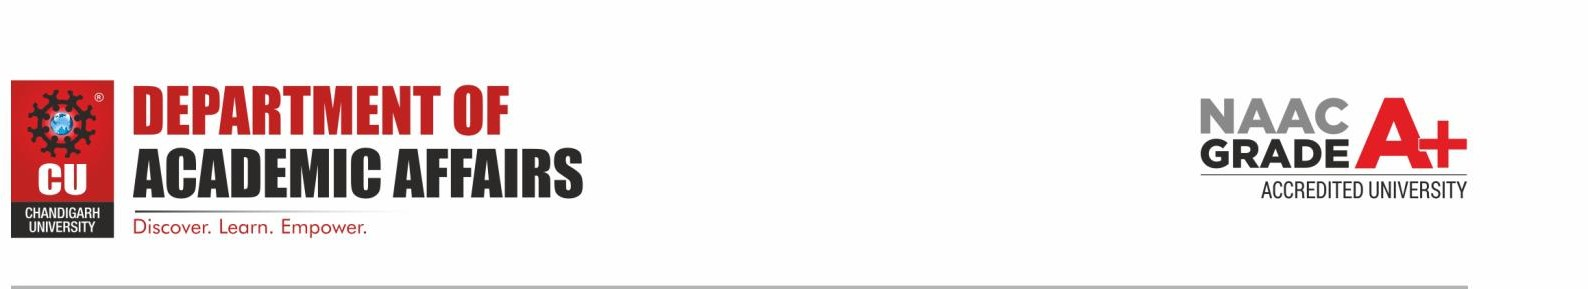 ®
CU
CHANDIGARH
UNIVERSITY
DEPARTMENT OF
ACADEMIC AFFAIRS
Discover. Learn. Empower.
NAAC
GRADE A+
ACCREDITED UNIVERSITY